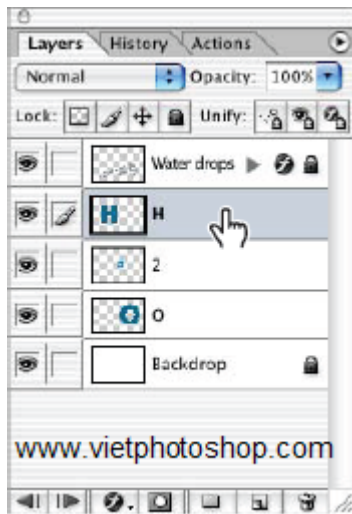 Layers History Actions
Normal Opacity: 100%
Lock: Unify:
Water drops
H H
2
O
Backdrop
www.vietphotoshop.com